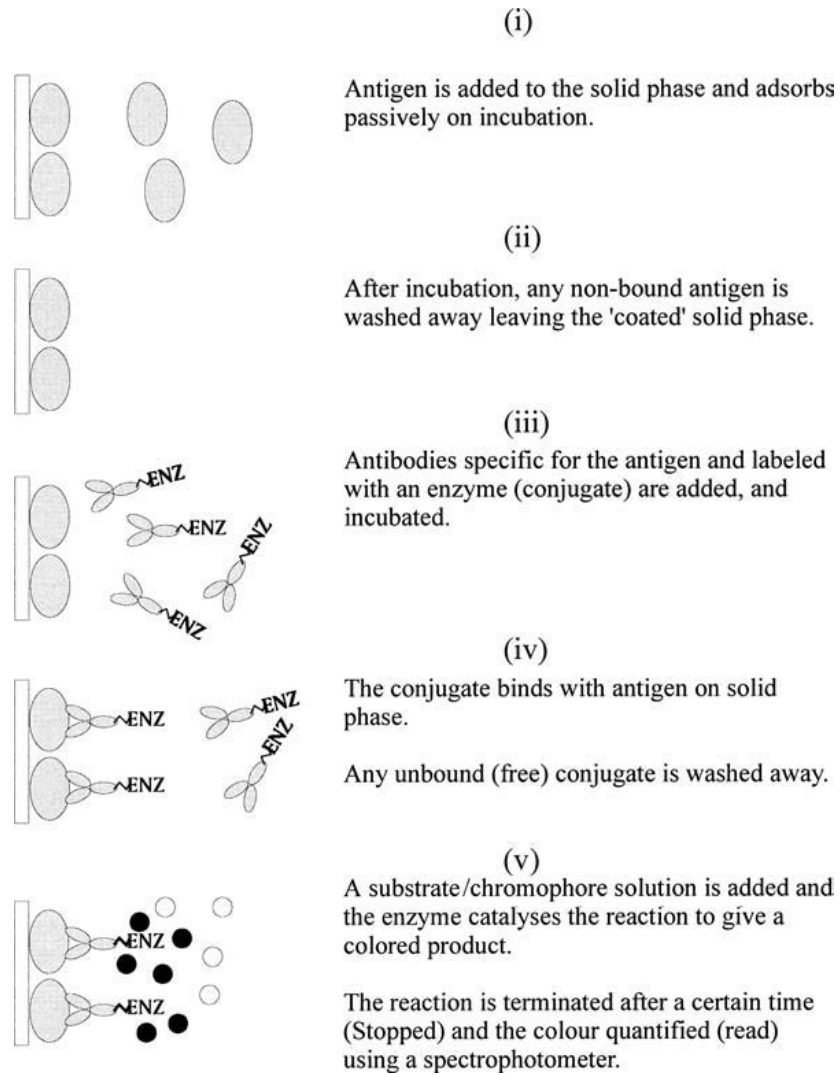 (i)
Antigen is added to the solid phase and adsorbs
passively on incubation.
(ii)
After incubation, any non-bound antigen is
washed away leaving the 'coated' solid phase.
(iii)
Antibodies specific for the antigen and labeled
with an enzyme (conjugate) are added, and
incubated.
ENZ
ENZ
ENZ
ENZ
(iv)
The conjugate binds with antigen on solid
phase.
Any unbound (free) conjugate is washed away.
ENZ
ENZ
ENZ
ENZ
(v)
A substrate/chromophore solution is added and
the enzyme catalyses the reaction to give a
colored product.
The reaction is terminated after a certain time
(Stopped) and the colour quantified (read)
using a spectrophotometer.
ENZ
ENZ